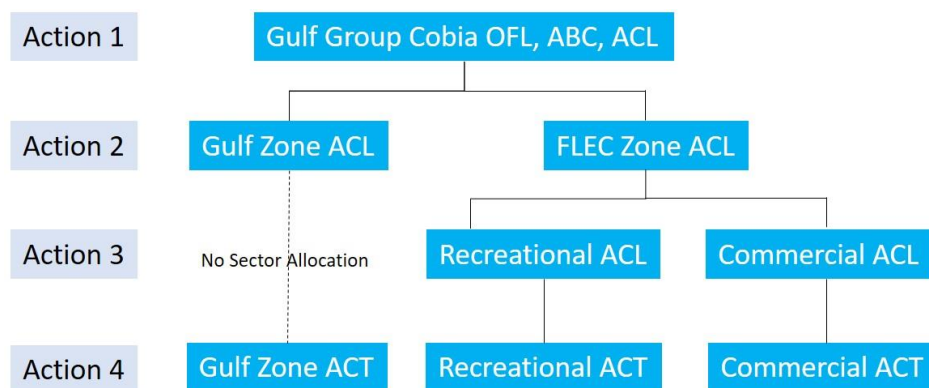 Action 1
Gulf Group Cobia OFL, ABC, ACL
Action 2
Gulf Zone ACL
FLEC Zone ACL
Action 3
No Sector Allocation
Recreational ACL
Commercial ACL
Action 4
Gulf Zone ACT
Recreational ACT
Commercial ACT